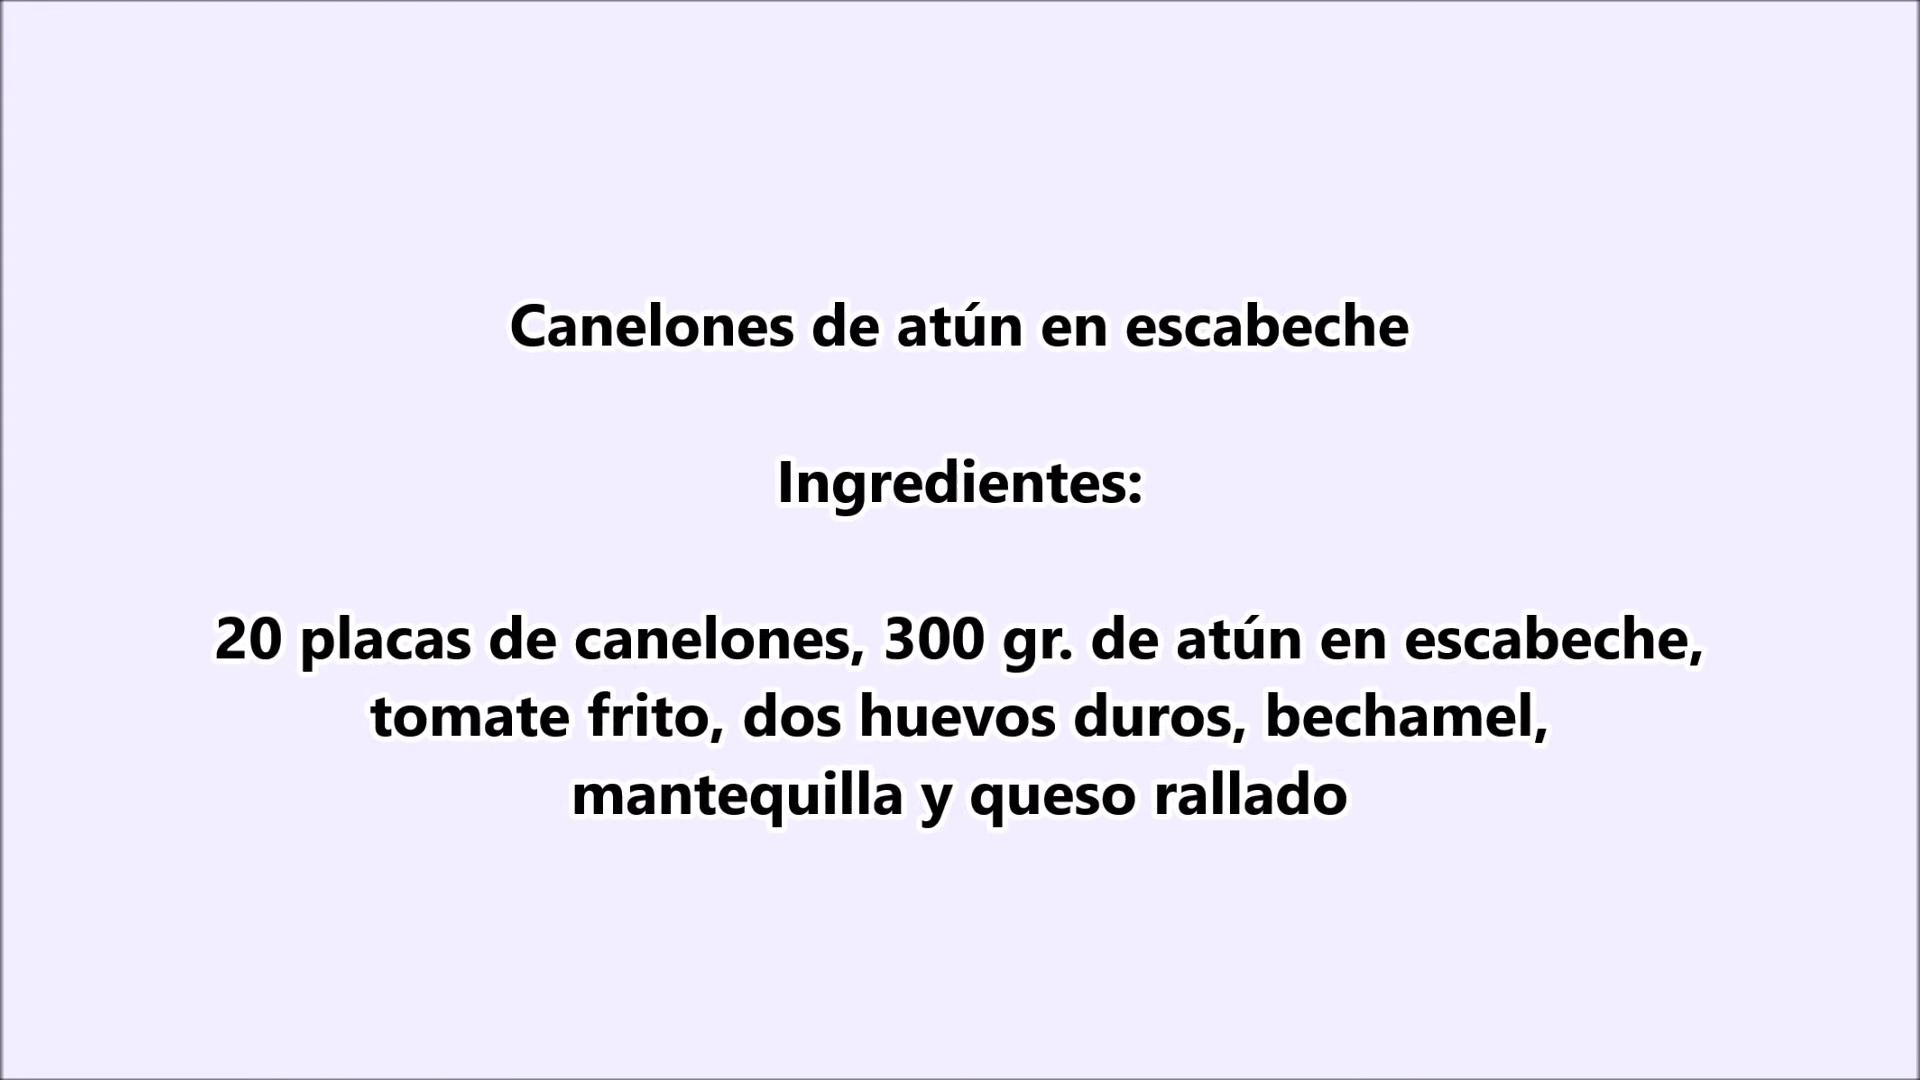 Canelones de atún en escabeche
Ingredientes:
20 placas de canelones, 300 gr. de atún en escabeche,
tomate frito, dos huevos duros, bechamel,
mantequilla y queso rallado